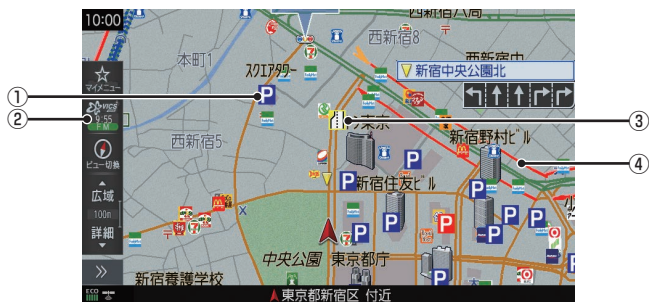 10:00
西新宿八局
西新宿8
本町1
西新宿中
☆
マイメニュー
スクエアタワー
新宿中央公園北
①
P
②
VICS
9:55
FM
③
京
西新宿5
新宿野村ビル
④
ビュー切換
広域
100m
詳細
P
新宿住友ビル
P
P
P
P
P
P
P
中央公園
東京都庁
新宿養護学校
ECO
東京都新宿区 付近